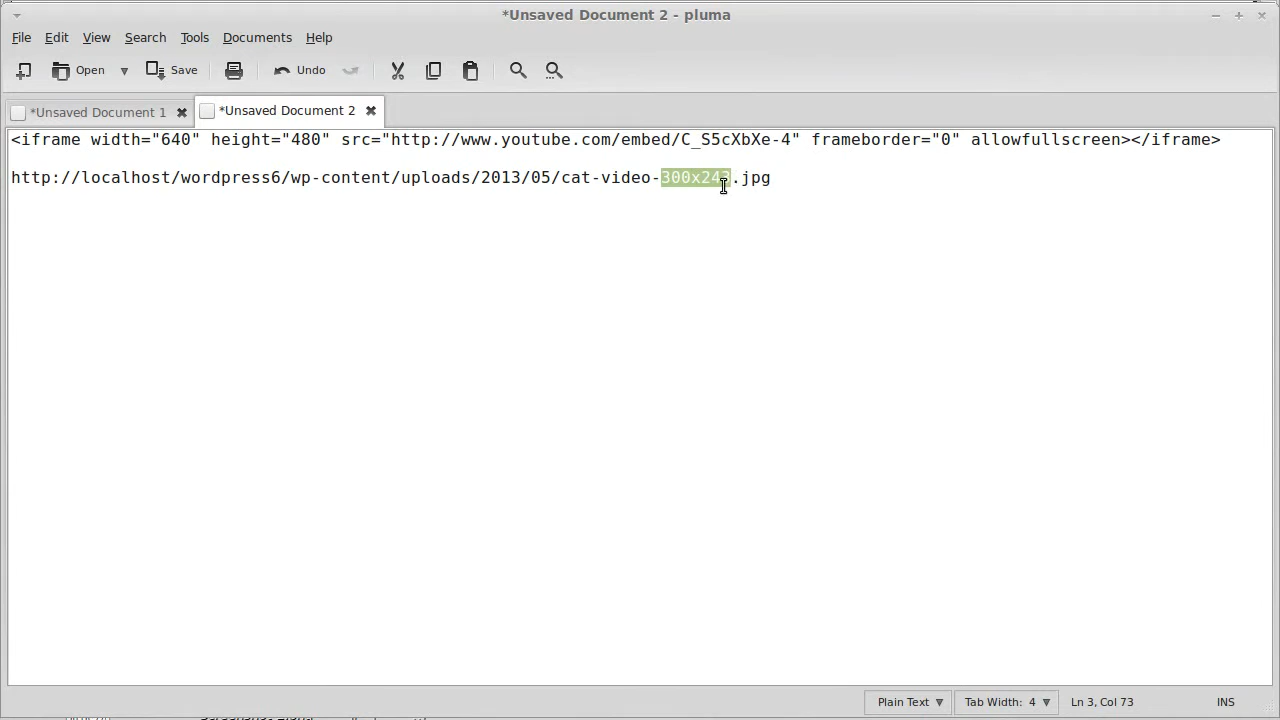 *Unsaved Document 2 - pluma
File Edit View Search Tools Documents Help
Open Save Undo
*Unsaved Document 1 *Unsaved Document 2
<iframe width="640" height="480" src="http://www.youtube.com/embed/C_S5cXbXe-4" frameborder="0" allowfullscreen></iframe>
http://localhost/wordpress6/wp-content/uploads/2013/05/cat-video-300x243.jpg
Plain Text Tab Width: 4 Ln 3, Col 73 INS